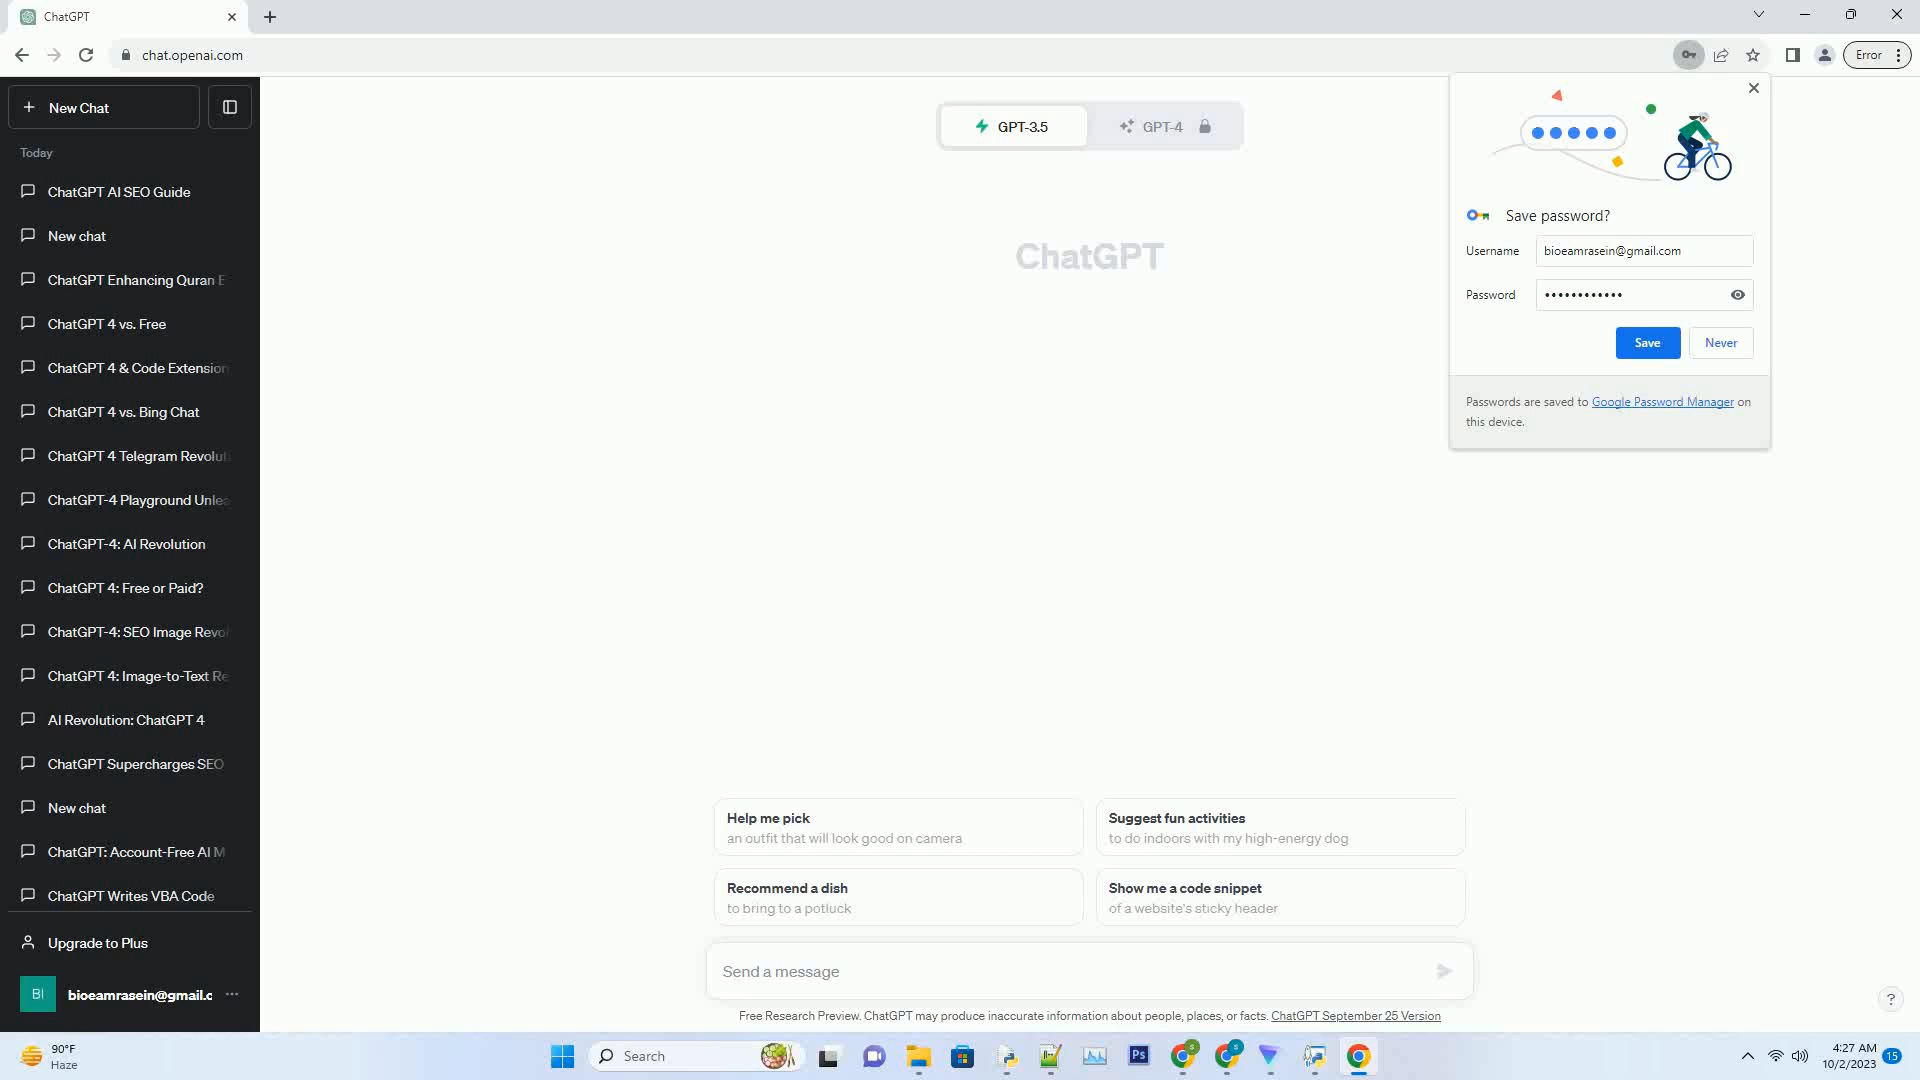 ChatGPT
chat.openai.com
Error
New Chat
Today
ChatGPT AI SEO Guide
New chat
ChatGPT Enhancing Quran E
ChatGPT 4 vs. Free
ChatGPT 4 & Code Extension
ChatGPT 4 vs. Bing Chat
ChatGPT 4 Telegram Revolut
ChatGPT-4 Playground Unlea
ChatGPT-4: AI Revolution
ChatGPT 4: Free or Paid?
ChatGPT-4: SEO Image Revol
ChatGPT 4: Image-to-Text Re
AI Revolution: ChatGPT 4
ChatGPT Supercharges SEO
New chat
ChatGPT: Account-Free AI M
ChatGPT Writes VBA Code
Upgrade to Plus
BI
bioeamrasein@gmail.c
GPT-3.5
GPT-4
ChatGPT
Save password?
Username
bioeamrasein@gmail.com
Password
••••••••••••
Save
Never
Passwords are saved to Google Password Manager on
this device.
Help me pick
an outfit that will look good on camera
Suggest fun activities
to do indoors with my high-energy dog
Recommend a dish
to bring to a potluck
Show me a code snippet
of a website's sticky header
Send a message
Free Research Preview. ChatGPT may produce inaccurate information about people, places, or facts. ChatGPT September 25 Version
?
90°F
Haze
Search
Ps
S
S
4:27 AM
10/2/2023
15